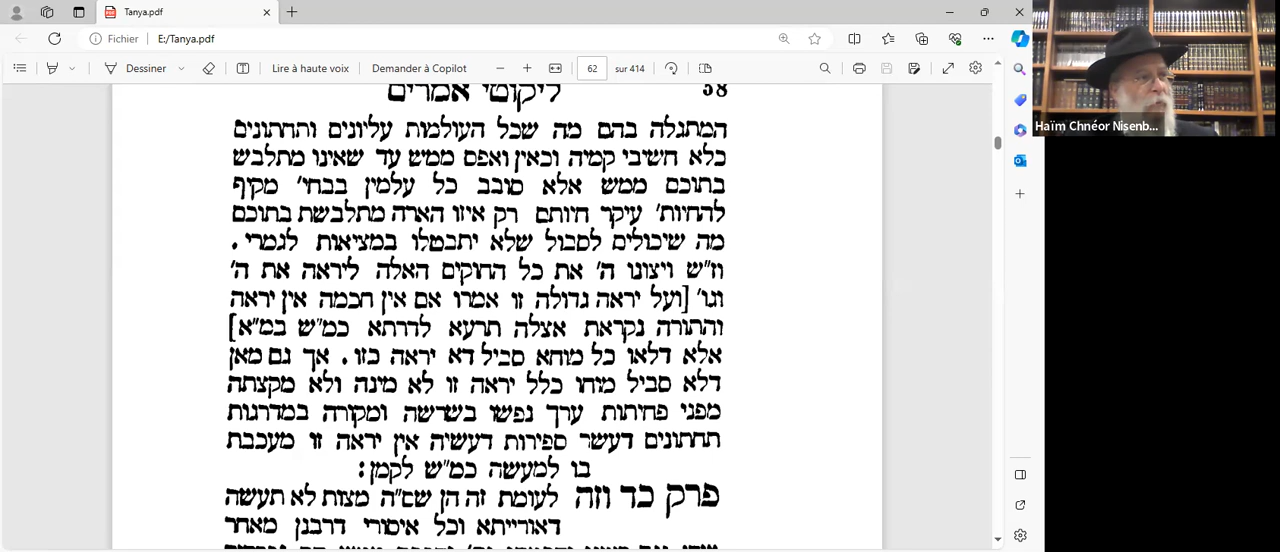 Tanya.pdf
Fichier E:/Tanya.pdf
Dessiner Lire à haute voix Demander à Copilot 62 sur 414
ליקוטי אמרים 38
המתגלה בהם מה שכל העולמות עליונים ותחתונים
כלא חשיבי קמיה וכאין ואפס ממש עד שאינו מתלבש
בתוכם ממש אלא סובב כל עלמין בבחי' מקיף
להחיות' עיקר חיותם רק איזו הארה מתלבשת בתוכם
מה שיכולים לסבול שלא יתבטלו במציאות לגמרי .
וז"ש ויצונו ה' את כל החוקים האלה ליראה את ה'
וגו' [ועל יראה גדולה זו אמרו אם אין חכמה אין יראה
והתורה נקראת אצלה תרעא לדרתא כמ"ש במ"א]
אלא דלאו כל מוחא סביל דא יראה כזו . אך גם מאן
דלא סביל מיחו כלל יראה זו לא מינה ולא מקצתה
מפני פחיתות ערך נפשו בשרשה ומקורה במדרגות
תחתונים דעשר ספירות דעשיה אין יראה זו מעכבת
בו למעשה כמ"ש לקמן :
פרק כד וזה לעומת זה הן שס"ה מצות לא תעשה
דאורייתא וכל איסורי דרבנן מאחר
Haïm Chnéor Nisenb...